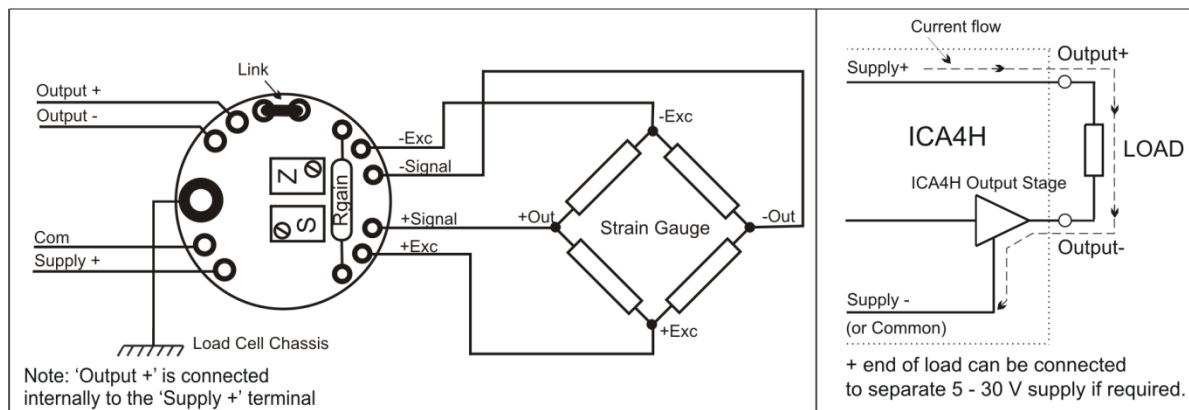 Link
Output +
Output -
-Exc
-Signal
Z
S
Rgain
+Signal
+Exc
Com
Supply +
Load Cell Chassis
Note: 'Output +' is connected
internally to the 'Supply +' terminal
-Exc
+Out
Strain Gauge
-Out
+Exc
Current flow
Output+
Supply+
ICA4H
LOAD
ICA4H Output Stage
Output-
Supply -
(or Common)
+ end of load can be connected
to separate 5 - 30 V supply if required.